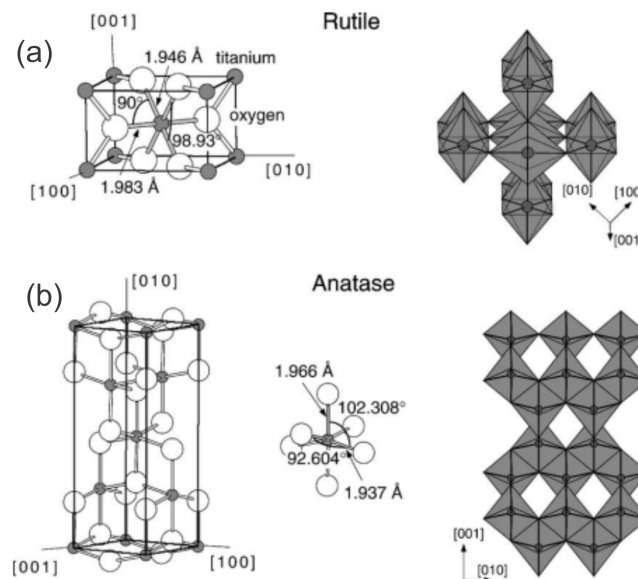 (a)
Rutile
[001]
1.946 Å
titanium
90°
oxygen
98.93°
[010]
[100]
1.983 Å
[010]
[100
[001
(b)
Anatase
[010]
1.966 Å
102.308°
92.604°
1.937 Å
[001]
[100]
[001]
[010]